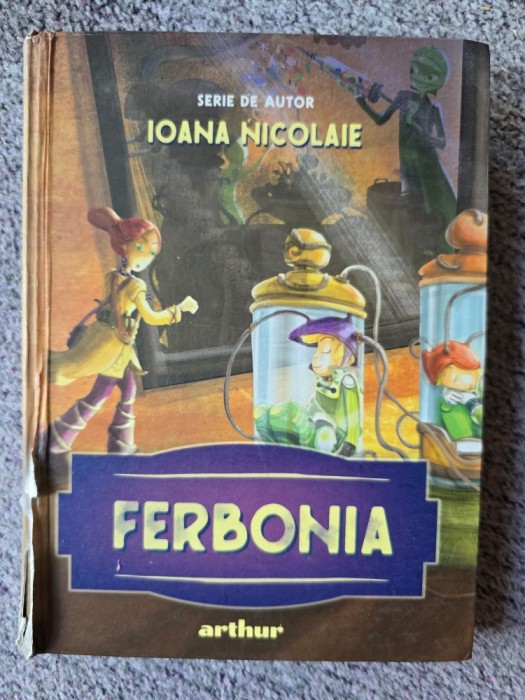 SERIE DE AUTOR
IOANA NICOLAIE
FERBONIA
arthur